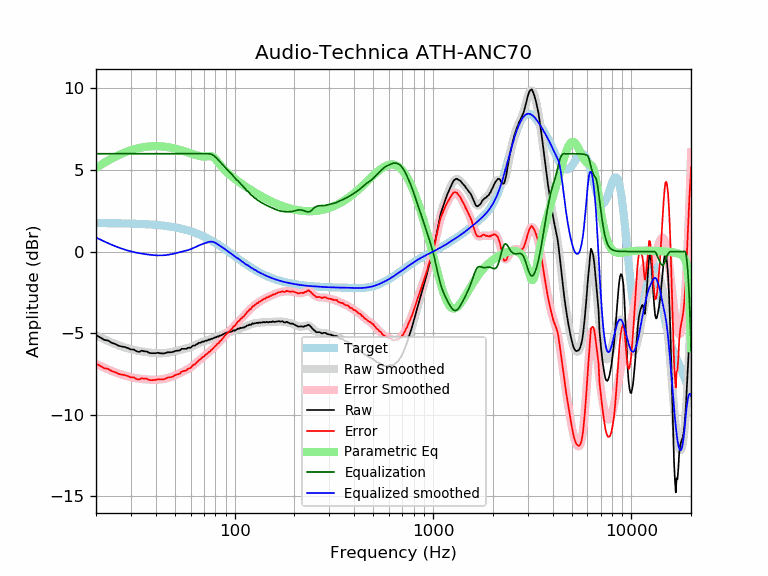 Audio-Technica ATH-ANC70
10
5
0
−5
−10
−15
Amplitude (dBr)
Target
Raw Smoothed
Error Smoothed
Raw
Error
Parametric Eq
Equalization
Equalized smoothed
100
1000
10000
Frequency (Hz)